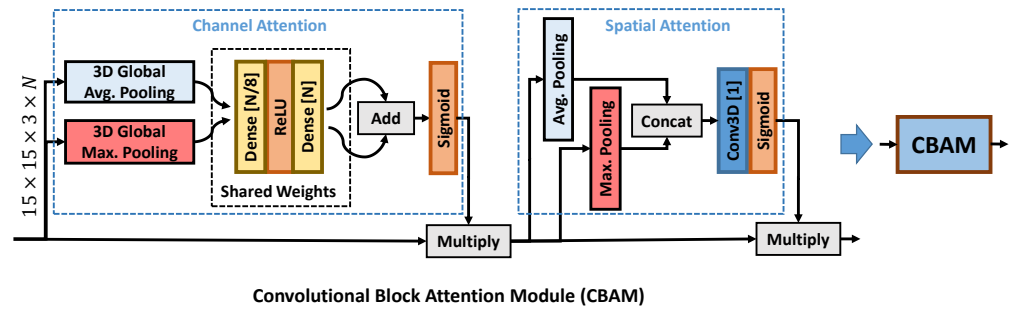 Channel Attention
15 × 15 × 3 × N
3D Global
Avg. Pooling
3D Global
Max. Pooling
Dense [N/8]
ReLU
Dense [N]
Shared Weights
Add
Sigmoid
Multiply
Spatial Attention
Avg. Pooling
Max. Pooling
Concat
Conv3D [1]
Sigmoid
Multiply
CBAM
Convolutional Block Attention Module (CBAM)